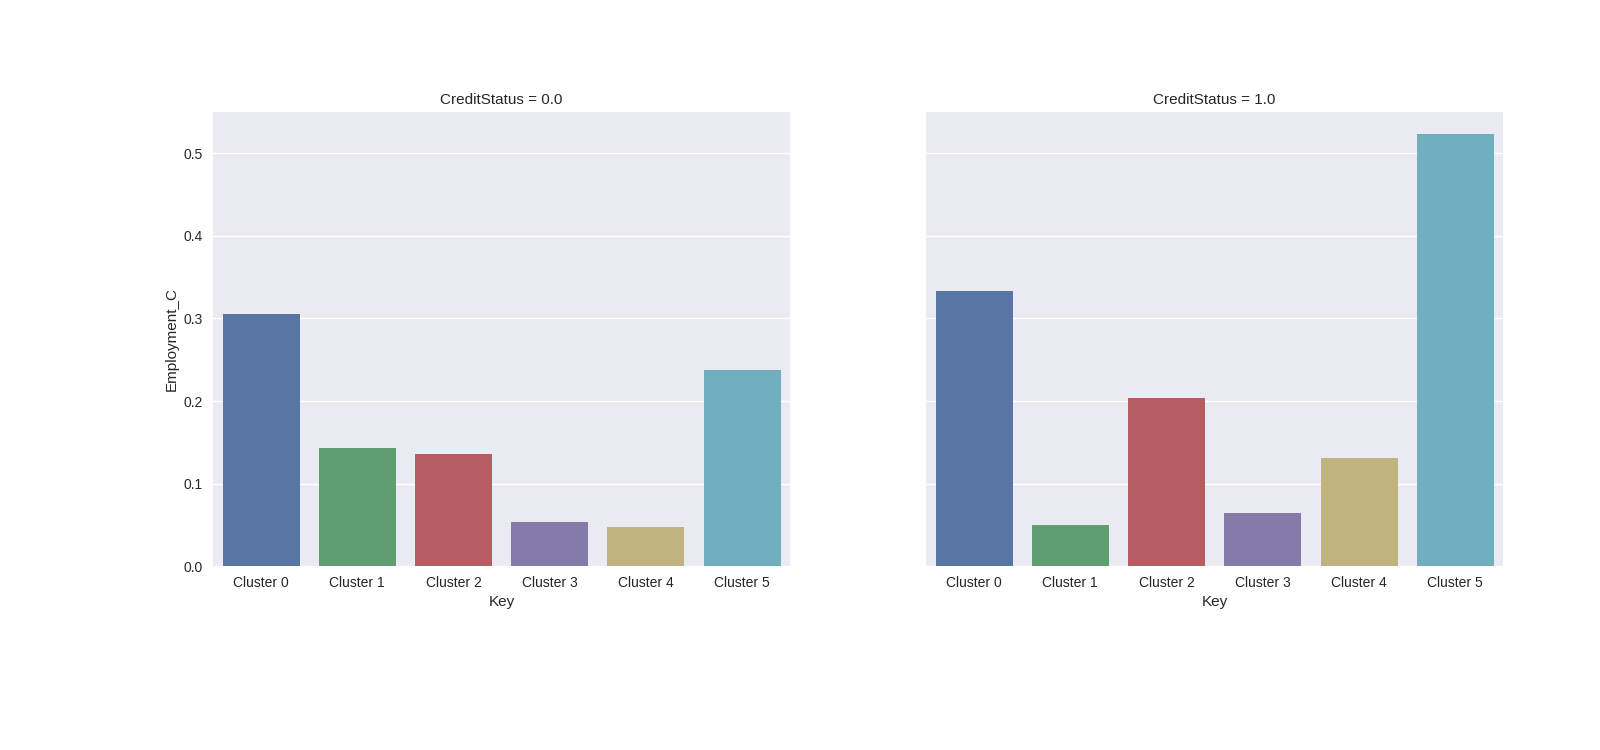 CreditStatus = 0.0
Employment_C
0.5
0.4
0.3
0.2
0.1
0.0
Cluster 0 Cluster 1 Cluster 2 Cluster 3 Cluster 4 Cluster 5
Key
CreditStatus = 1.0
Cluster 0 Cluster 1 Cluster 2 Cluster 3 Cluster 4 Cluster 5
Key